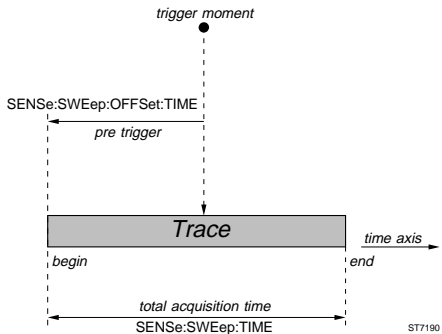 trigger moment
SENSe:SWEep:OFFSet:TIME
pre trigger
Trace
time axis
begin
end
total acquisition time
SENSe:SWEep:TIME
ST7190